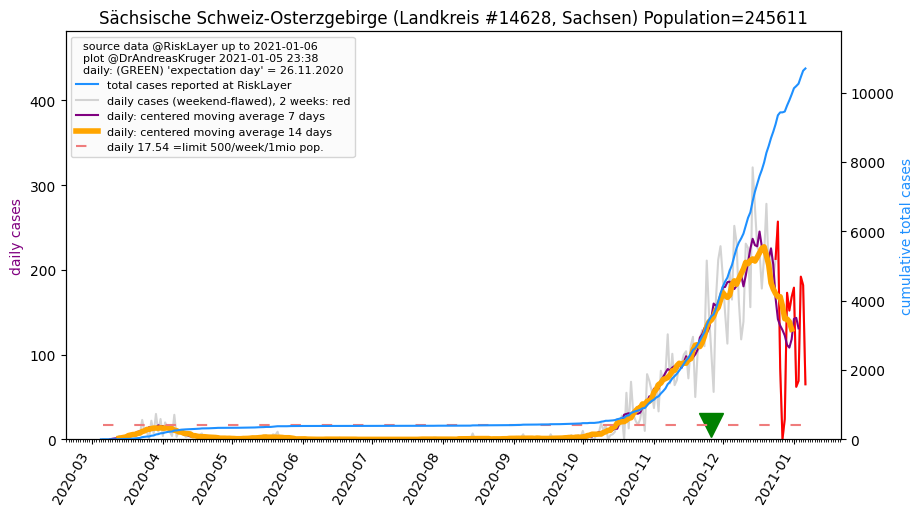 Sächsische Schweiz-Osterzgebirge (Landkreis #14628, Sachsen) Population=245611
source data @RiskLayer up to 2021-01-06
plot @DrAndreasKruger 2021-01-05 23:38
daily: (GREEN) 'expectation day' = 26.11.2020
total cases reported at RiskLayer
daily cases (weekend-flawed), 2 weeks: red
daily: centered moving average 7 days
daily: centered moving average 14 days
daily 17.54 =limit 500/week/1mio pop.
daily cases
400
300
200
100
0
cumulative total cases
10000
8000
6000
4000
2000
0
2020-03
2020-04
2020-05
2020-06
2020-07
2020-08
2020-09
2020-10
2020-11
2020-12
2021-01